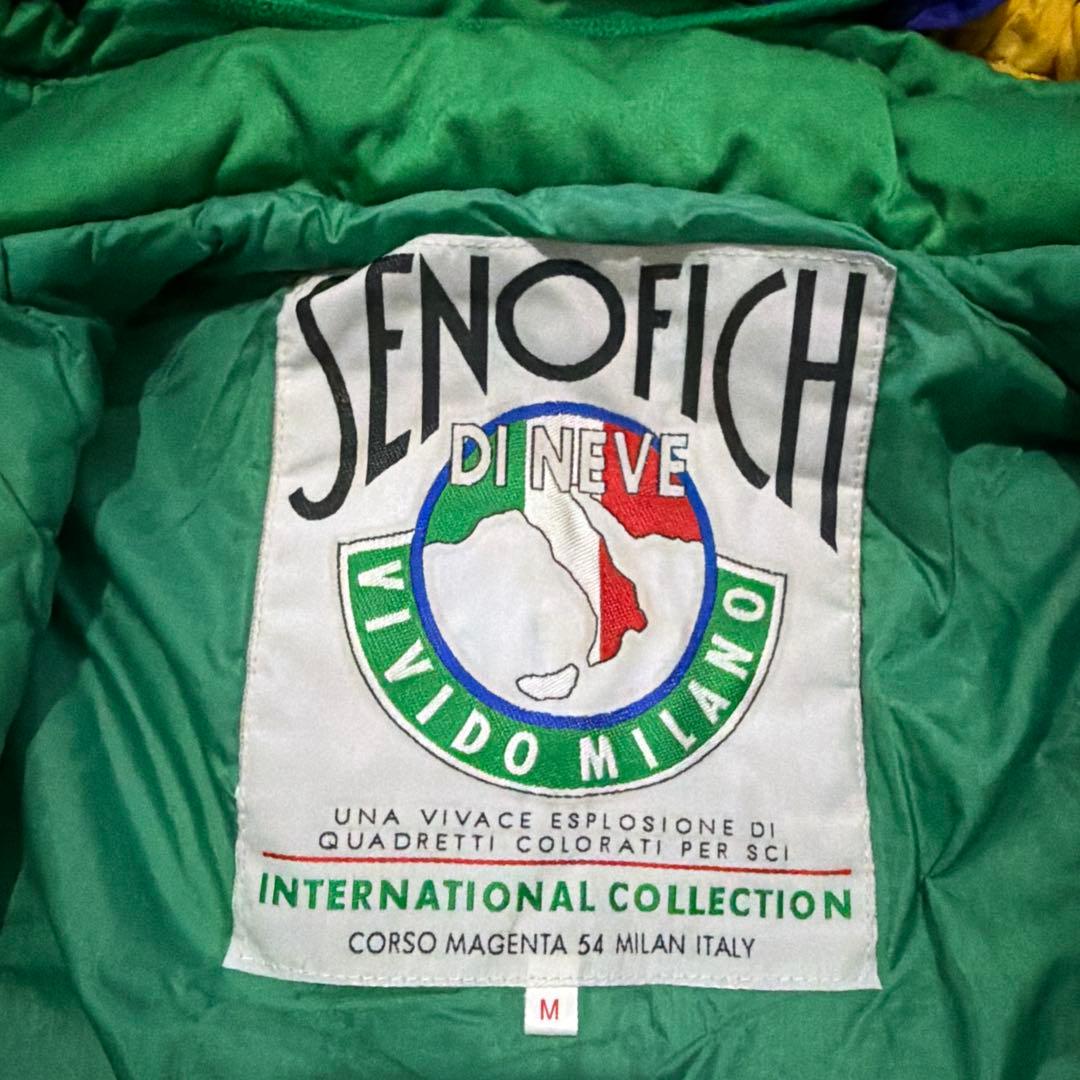 SENOFICH
DI NEVE
VIVIDO MILANO
UNA VIVACE ESPLOSIONE DI
QUADRETTI COLORATI PER SCI
INTERNATIONAL COLLECTION
CORSO MAGENTA 54 MILAN ITALY
M